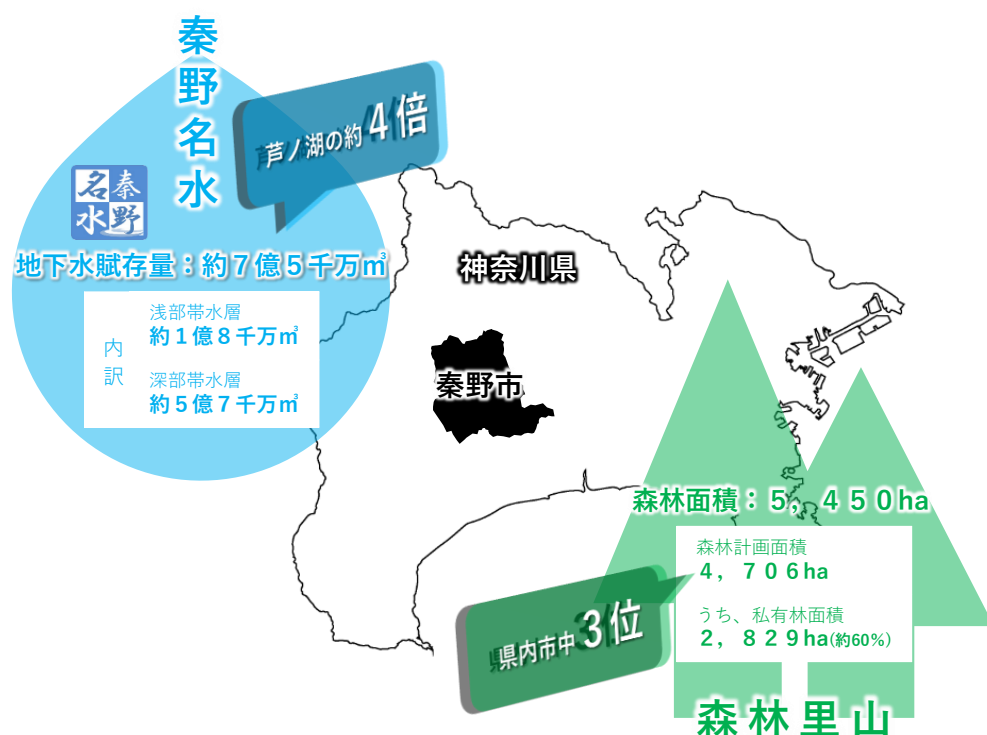 秦野名水
芦ノ湖の約4倍
名秦
水野
地下水賦存量：約７億５千万㎥
内訳
浅部帯水層
約１億８千万㎥
深部帯水層
約５億７千万㎥
神奈川県
秦野市
森林面積：５，４５０ha
森林計画面積
４，７０６ha
うち、私有林面積
２，８２９ha(約60%)
県内市中3位
森林里山